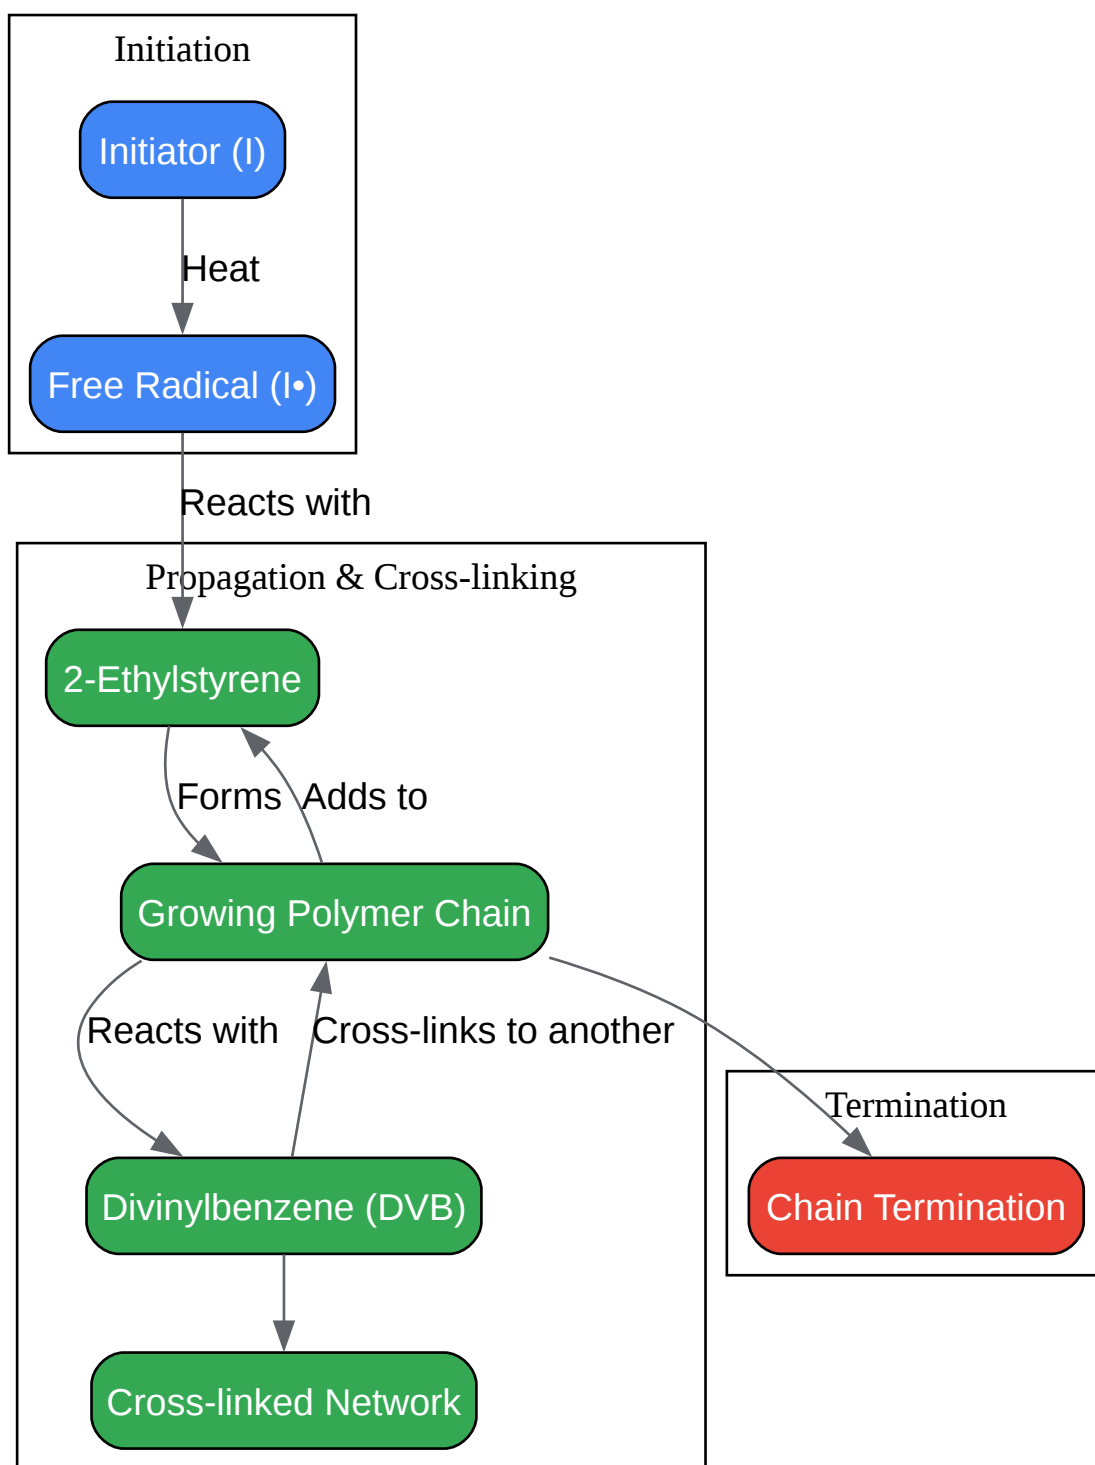 Initiation
Initiator (I)
Heat
Free Radical (I•)
Reacts with
Propagation & Cross-linking
2-Ethylstyrene
Forms
Adds to
Growing Polymer Chain
Reacts with
Cross-links to another
Termination
Divinylbenzene (DVB)
Chain Termination
Cross-linked Network